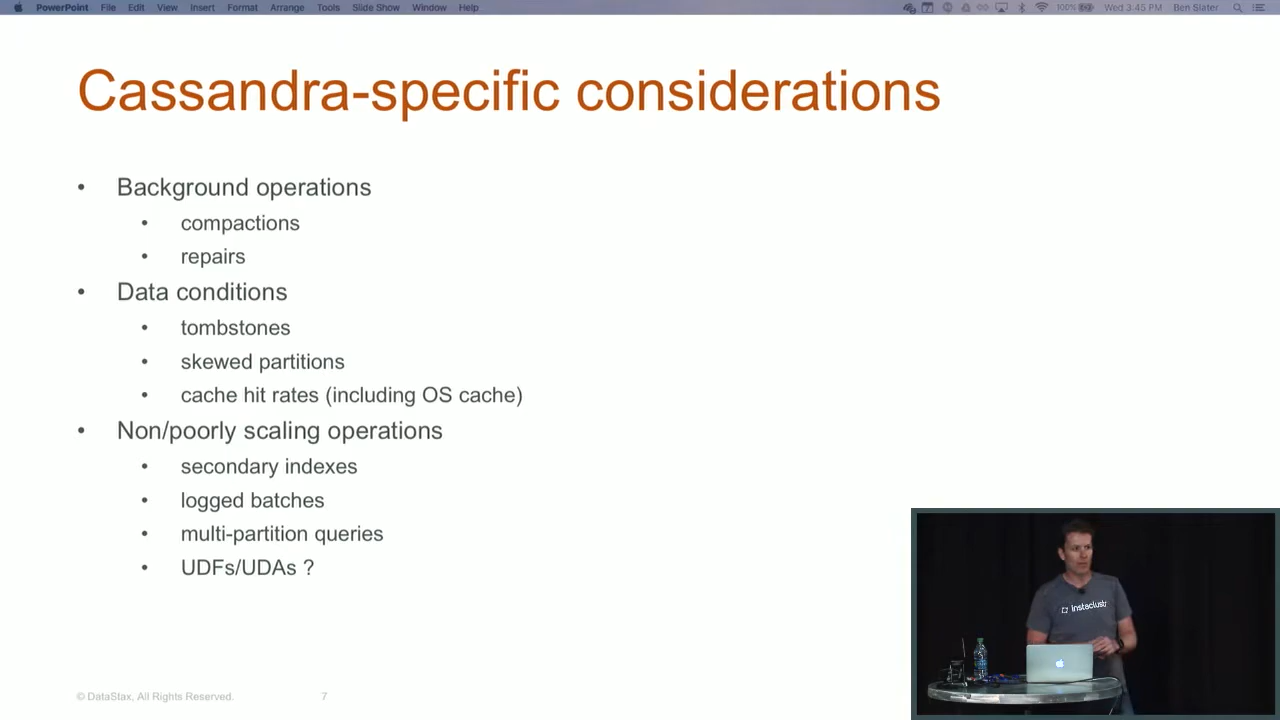 PowerPoint File Edit View Insert Format Arrange Tools Slide Show Window Help 100% Wed 3:45 PM Ben Slater
Cassandra-specific considerations
• Background operations
• compactions
• repairs
• Data conditions
• tombstones
• skewed partitions
• cache hit rates (including OS cache)
• Non/poorly scaling operations
• secondary indexes
• logged batches
• multi-partition queries
• UDFs/UDAs ?
instaclustr
© DataStax, All Rights Reserved. 7